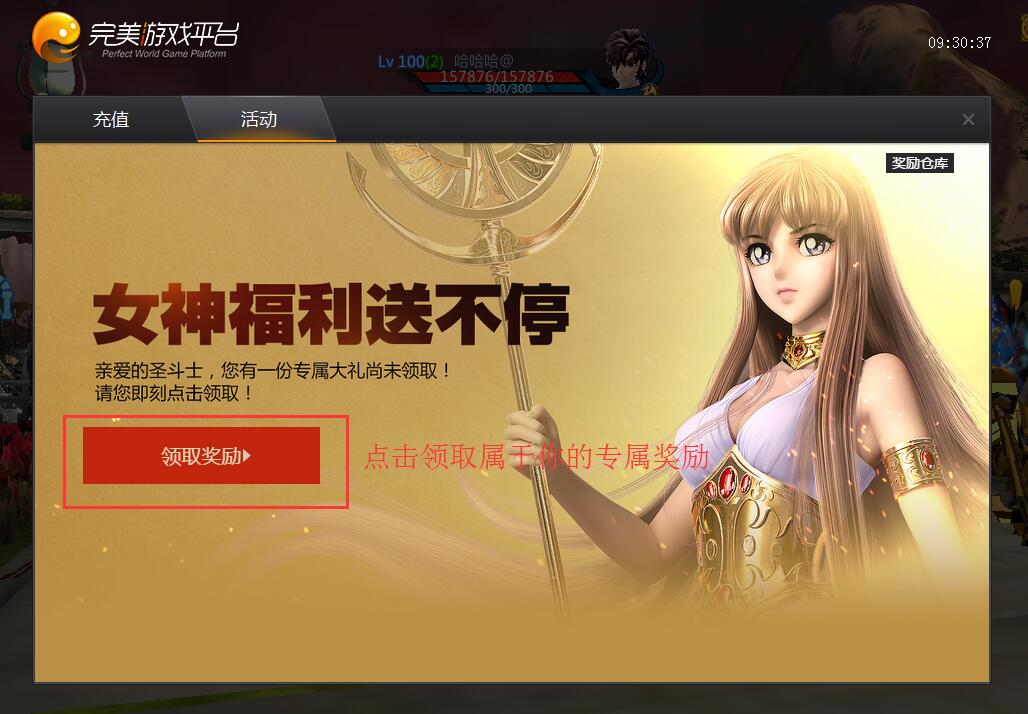 完美游戏平台
Perfect World Game Platform
09:30:37
Lv 100(2) 哈哈哈@
157876/157876
300/300
充值
活动
×
奖励仓库
女神福利送不停
亲爱的圣斗士，您有一份专属大礼尚未领取！
请您即刻点击领取！
领取奖励
点击领取属于你的专属奖励